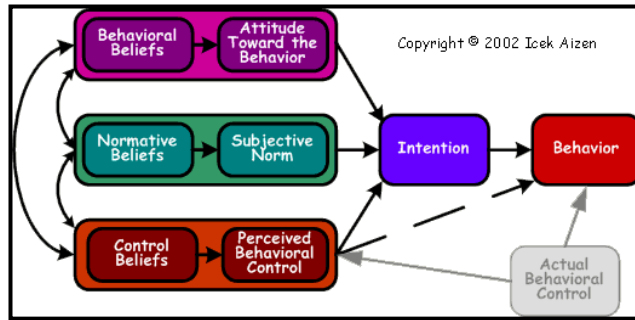 Behavioral
Beliefs
Attitude
Toward the
Behavior
Copyright © 2002 Icek Aizen
Normative
Beliefs
Subjective
Norm
Intention
Behavior
Control
Beliefs
Perceived
Behavioral
Control
Actual
Behavioral
Control